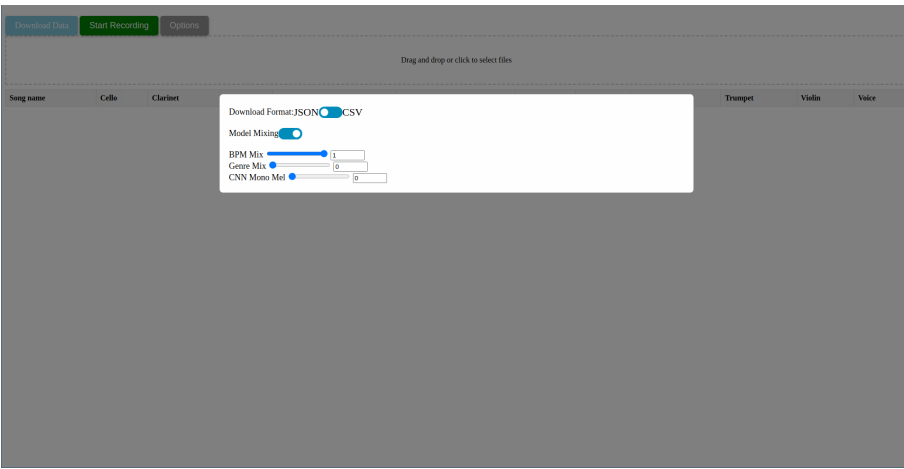 Download Data Start Recording Options
Drag and drop or click to select files
Song name Cello Clarinet Trumpet Violin Voice
Download Format:JSON CSV
Model Mixing
BPM Mix 1
Genre Mix 0
CNN Mono Mel 0